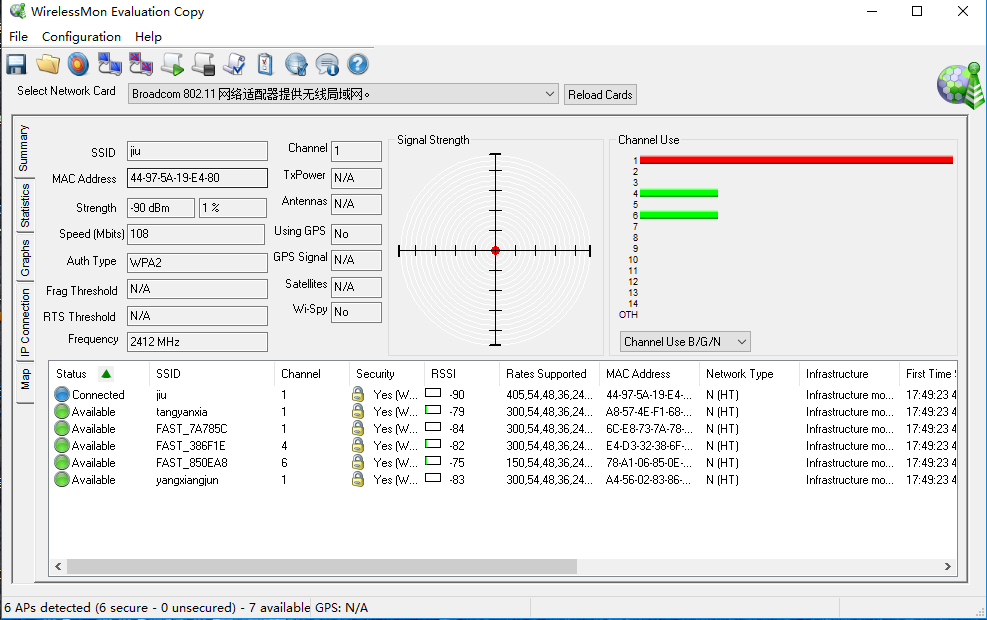 WirelessMon Evaluation Copy
File Configuration Help
Select Network Card Broadcom 802.11 网络适配器提供无线局域网。 Reload Cards
Summary
Statistics
Graphs
IP Connection
Map
SSID jiu
MAC Address 44-97-5A-19-E4-80
Strength -90 dBm 1 %
Speed (Mbits) 108
Auth Type WPA2
Frag Threshold N/A
RTS Threshold N/A
Frequency 2412 MHz
Channel 1
TxPower N/A
Antennas N/A
Using GPS No
GPS Signal N/A
Satellites N/A
Wi-Spy No
Signal Strength
Channel Use
1
2
3
4
5
6
7
8
9
10
11
12
13
14
OTH
Channel Use B/G/N
Status SSID Channel Security RSSI Rates Supported MAC Address Network Type Infrastructure First Time
Connected jiu 1 Yes (W... -90 405,54,48,36,24... 44-97-5A-19-E4-... N (HT) Infrastructure mo... 17:49:23 4
Available tangyanxia 1 Yes (W... -79 300,54,48,36,24... A8-57-4E-F1-68-... N (HT) Infrastructure mo... 17:49:23 4
Available FAST_7A785C 1 Yes (W... -84 300,54,48,36,24... 6C-E8-73-7A-78-... N (HT) Infrastructure mo... 17:49:23 4
Available FAST_386F1E 4 Yes (W... -82 300,54,48,36,24... E4-D3-32-38-6F-... N (HT) Infrastructure mo... 17:49:23 4
Available FAST_850EA8 6 Yes (W... -75 150,54,48,36,24... 78-A1-06-85-0E-... N (HT) Infrastructure mo... 17:49:23 4
Available yangxiangjun 1 Yes (W... -83 300,54,48,36,24... A4-56-02-83-86-... N (HT) Infrastructure mo... 17:49:23 4
6 APs detected (6 secure - 0 unsecured) - 7 available GPS: N/A